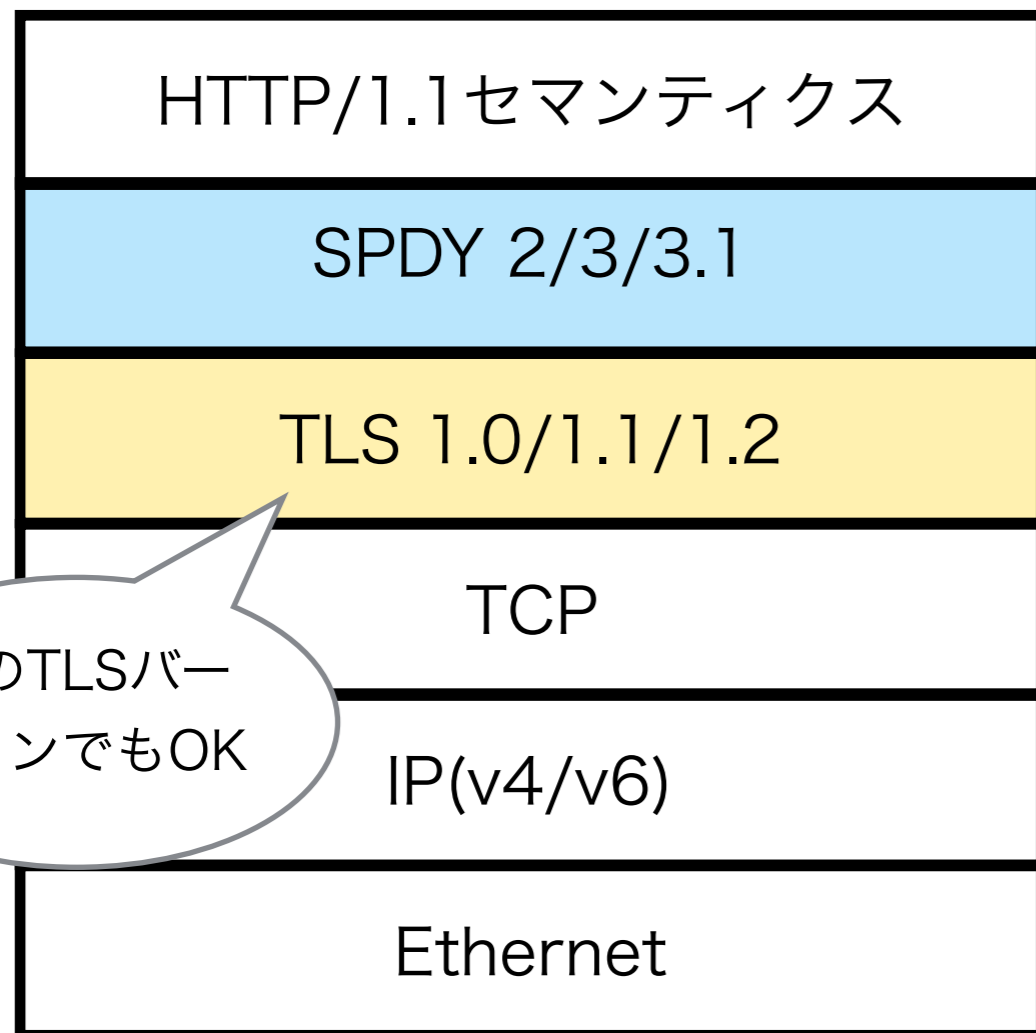 HTTP/1.1セマンティクス
SPDY 2/3/3.1
TLS 1.0/1.1/1.2
TCP
のTLSバー
ンでもOK
IP(v4/v6)
Ethernet